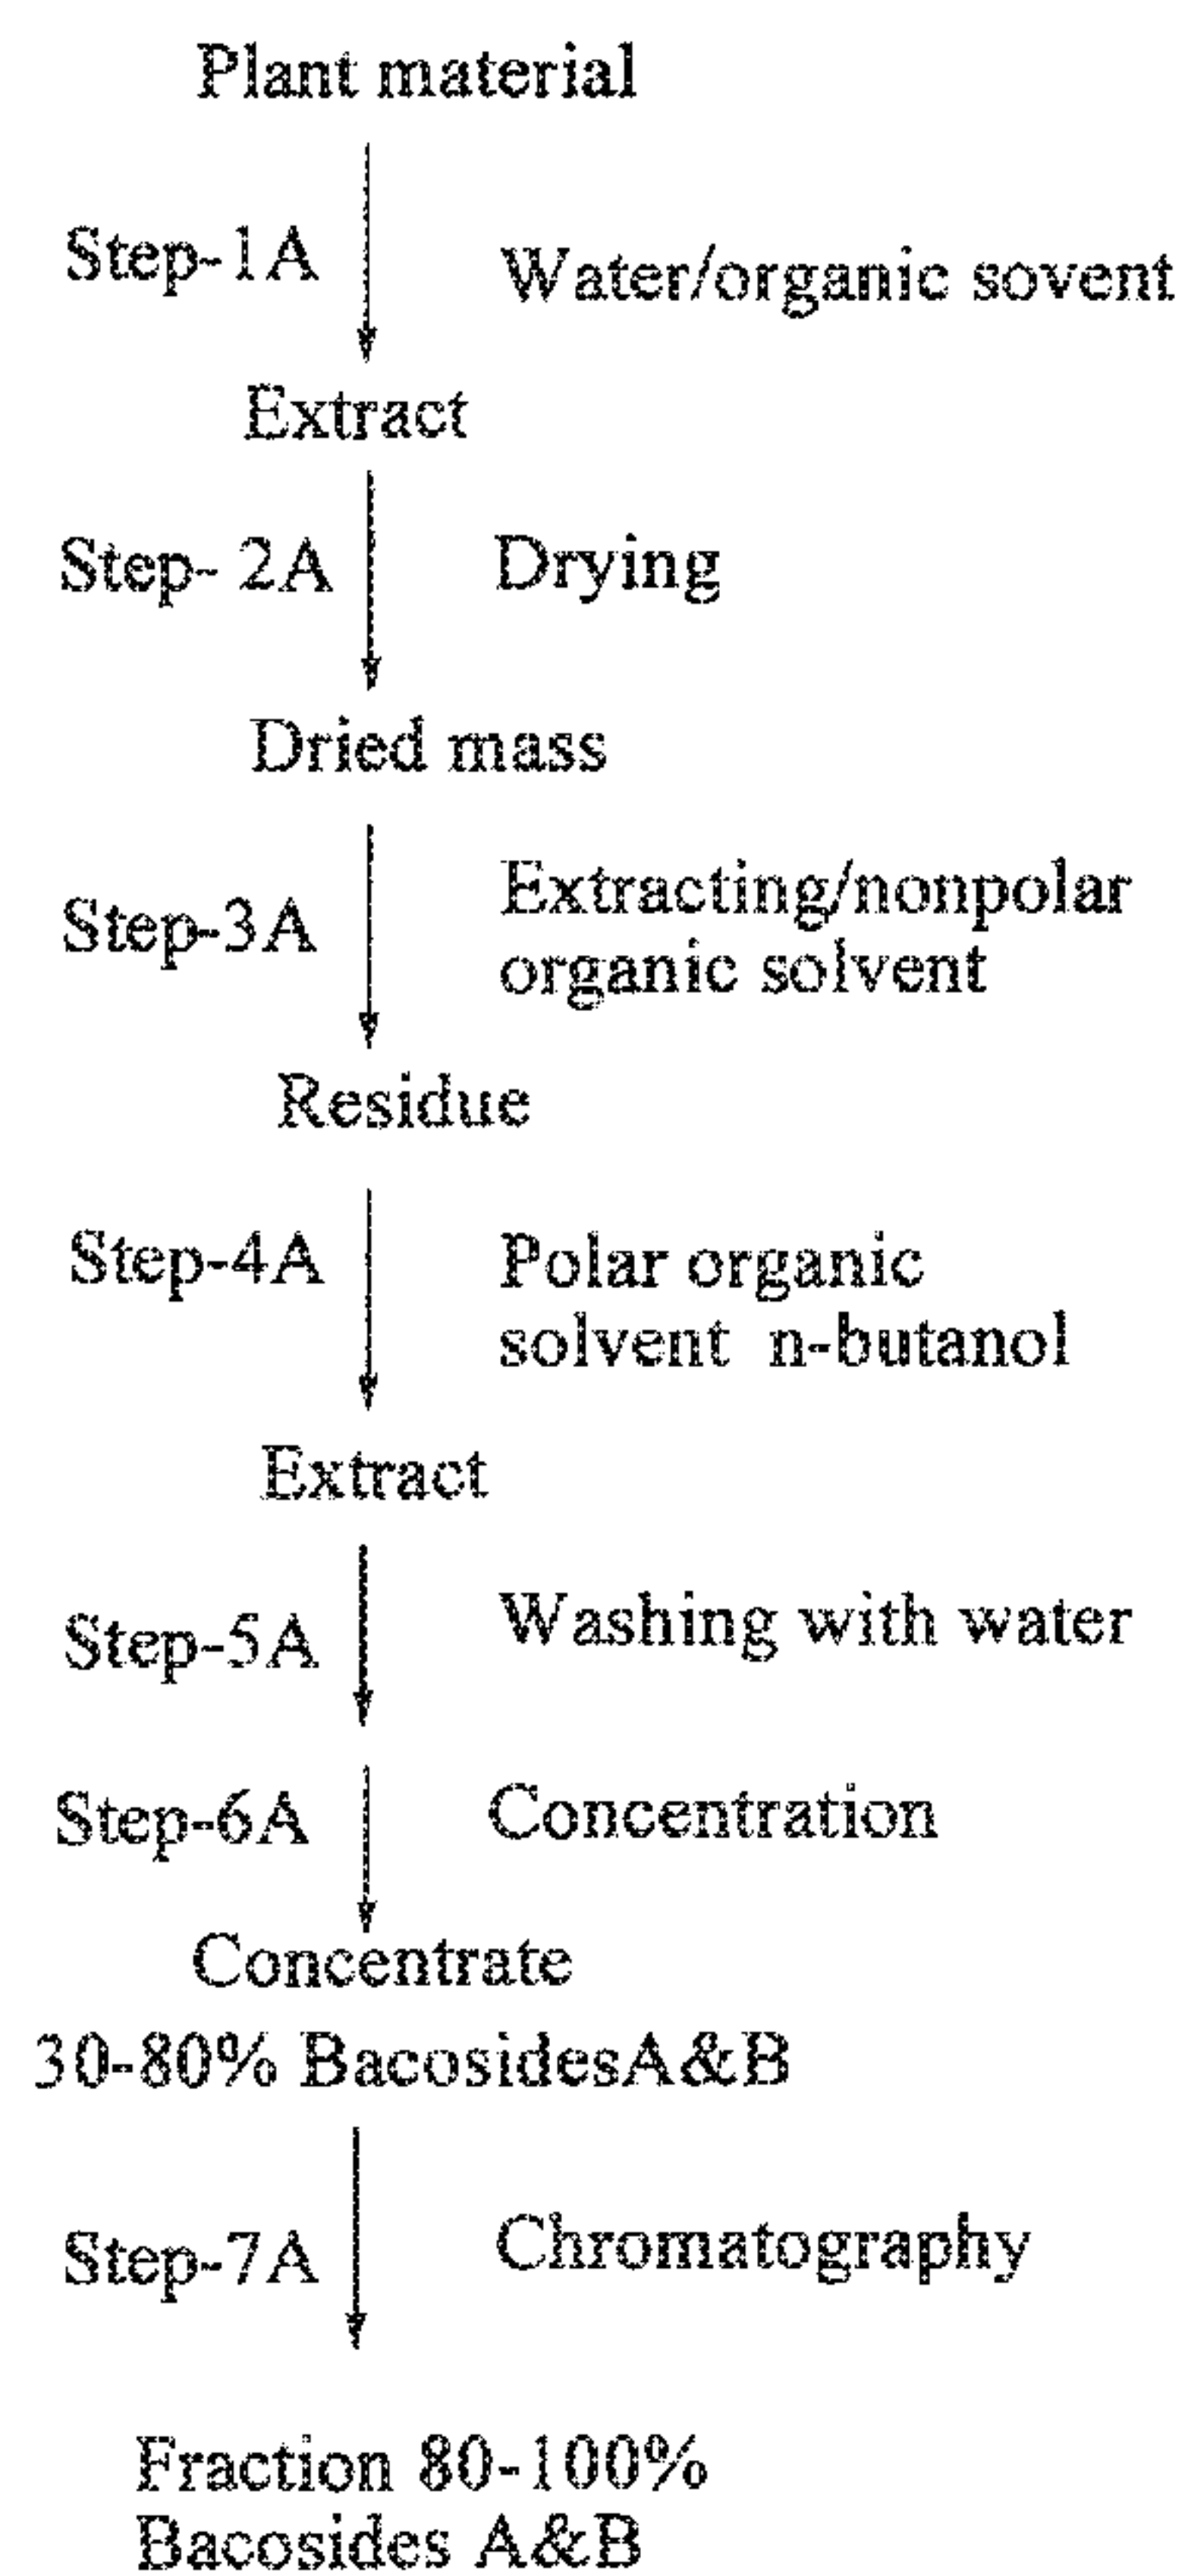 Plant material
Step-1A
Water/organic sovent
Extract
Step- 2A
Drying
Dried mass
Step-3A
Extracting/nonpolar
organic solvent
Residue
Step-4A
Polar organic
solvent n-butanol
Extract
Step-5A
Washing with water
Step-6A
Concentration
Concentrate
30-80% BacosidesA&B
Step-7A
Chromatography
Fraction 80-100%
Bacosides A&B